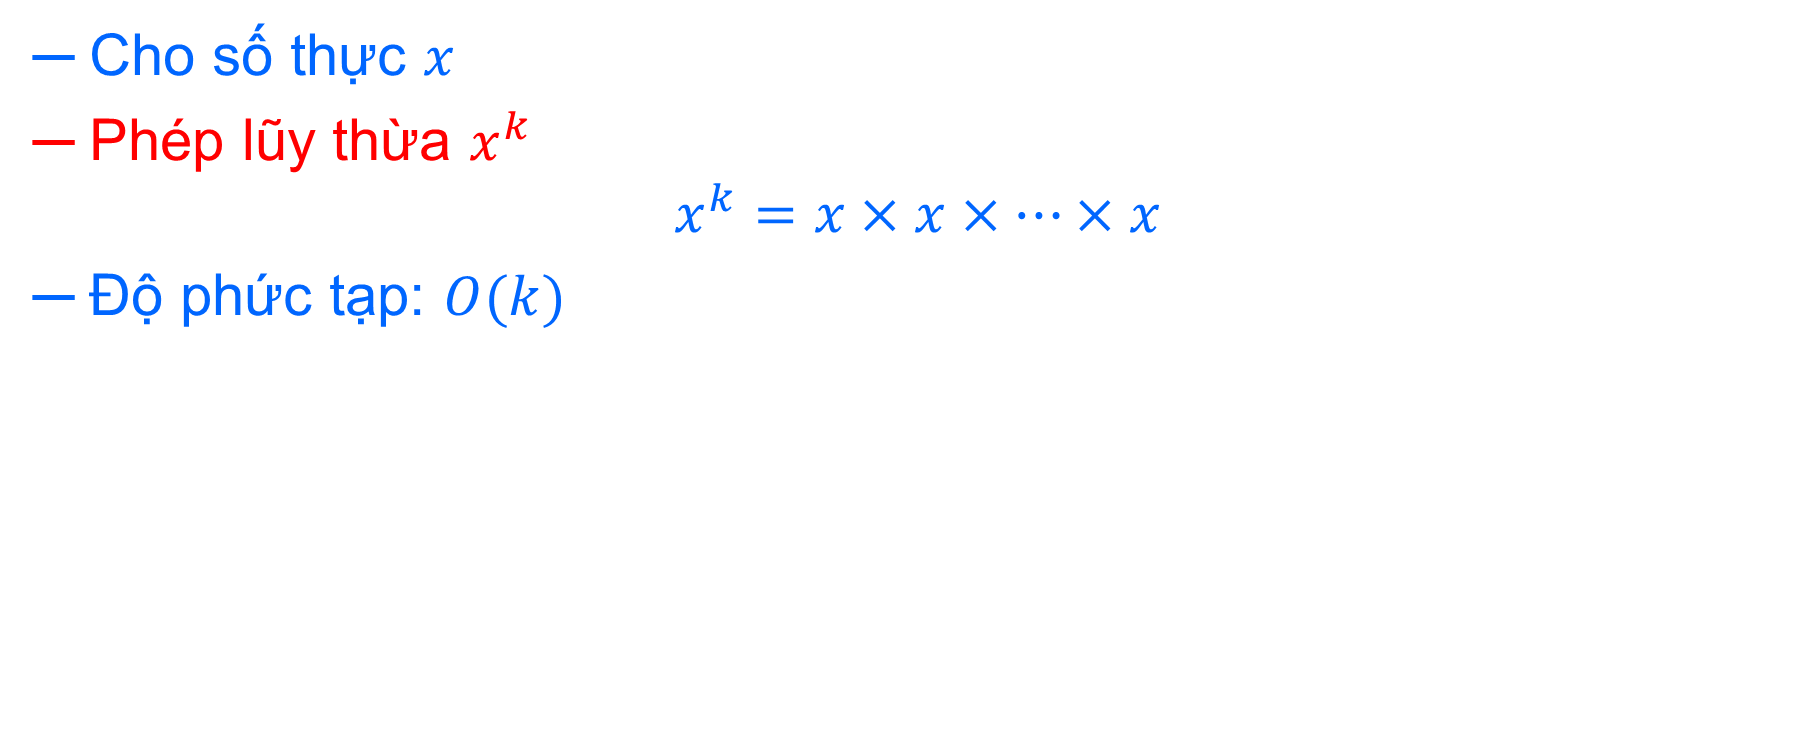 — Cho số thực x
— Phép lũy thừa x^k
x^k = x × x × ⋯ × x
— Độ phức tạp: O(k)